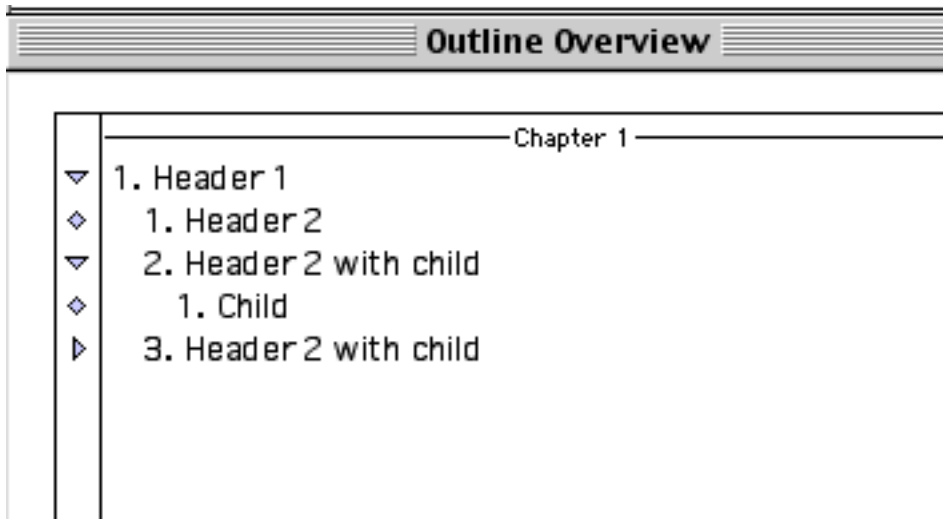 Outline Overview
Chapter 1
1. Header 1
1. Header 2
2. Header 2 with child
1. Child
3. Header 2 with child